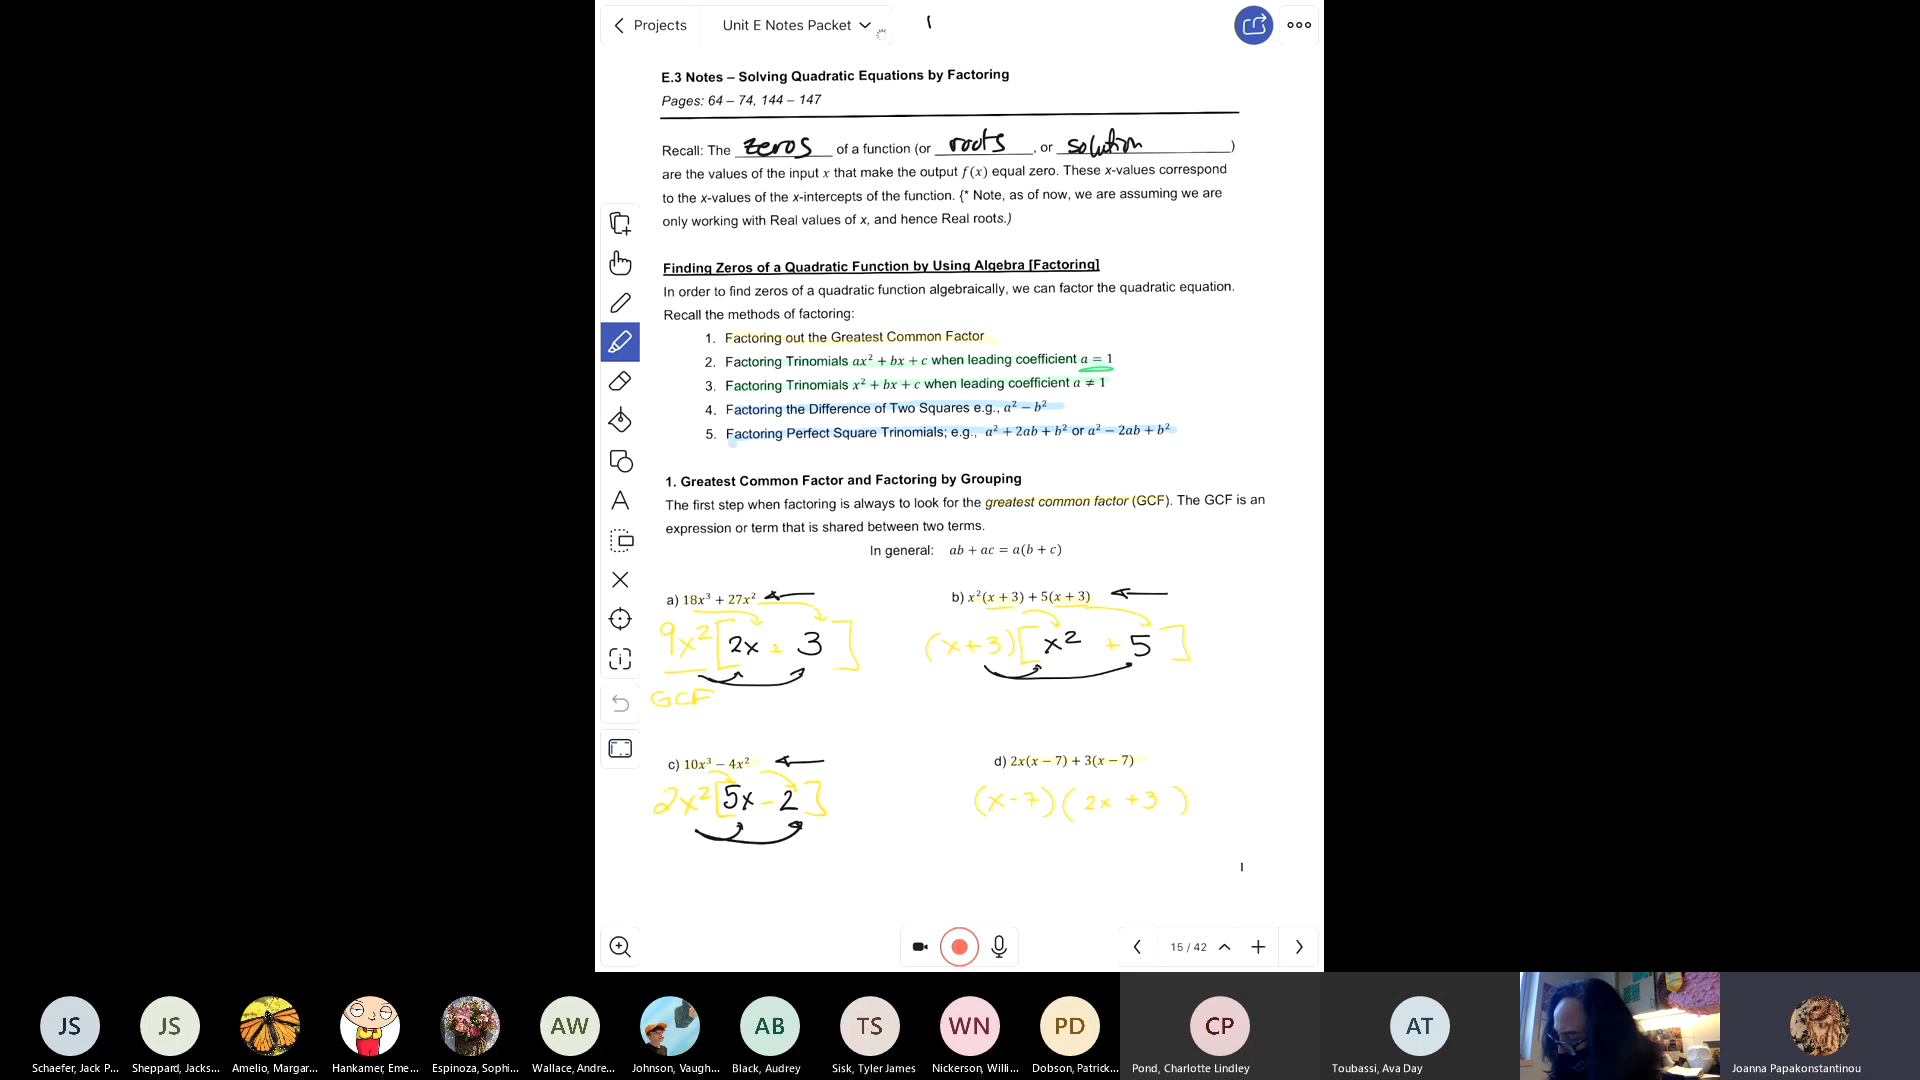 Projects
Unit E Notes Packet
E.3 Notes – Solving Quadratic Equations by Factoring
Pages: 64 – 74, 144 – 147
Recall: The zeros of a function (or roots, or solution)
are the values of the input x that make the output f(x) equal zero. These x-values correspond
to the x-values of the x-intercepts of the function. {* Note, as of now, we are assuming we are
only working with Real values of x, and hence Real roots.)
Finding Zeros of a Quadratic Function by Using Algebra [Factoring]
In order to find zeros of a quadratic function algebraically, we can factor the quadratic equation.
Recall the methods of factoring:
1. Factoring out the Greatest Common Factor
2. Factoring Trinomials ax² + bx + c when leading coefficient a = 1
3. Factoring Trinomials x² + bx + c when leading coefficient a ≠ 1
4. Factoring the Difference of Two Squares e.g., a² − b²
5. Factoring Perfect Square Trinomials; e.g., a² + 2ab + b² or a² − 2ab + b²
1. Greatest Common Factor and Factoring by Grouping
The first step when factoring is always to look for the greatest common factor (GCF). The GCF is an
expression or term that is shared between two terms.
In general: ab + ac = a(b + c)
a) 18x³ + 27x²
9x²[2x + 3]
GCF
b) x²(x + 3) + 5(x + 3)
(x+3)[x² + 5]
c) 10x³ − 4x²
2x²[5x − 2]
d) 2x(x − 7) + 3(x − 7)
(x-7)(2x +3)
1
15 / 42
JS
JS
AW
AB
TS
WN
PD
CP
AT
Schaefer, Jack P...
Sheppard, Jacks...
Amelio, Margar...
Hankamer, Eme...
Espinoza, Sophi...
Wallace, Andre...
Johnson, Vaugh...
Black, Audrey
Sisk, Tyler James
Nickerson, Willi...
Dobson, Patrick...
Pond, Charlotte Lindley
Toubassi, Ava Day
Joanna Papakonstantinou